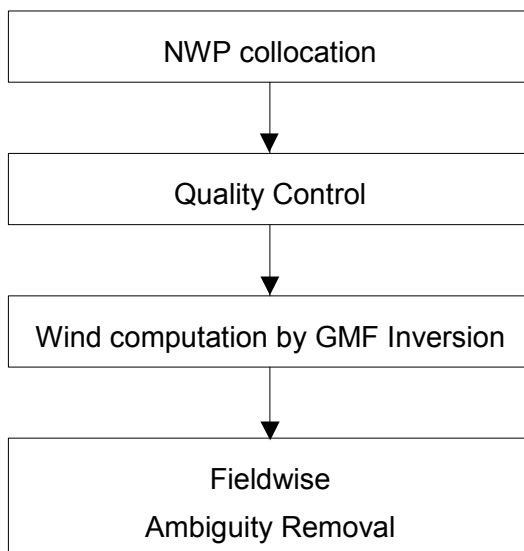 NWP collocation
Quality Control
Wind computation by GMF Inversion
Fieldwise
Ambiguity Removal